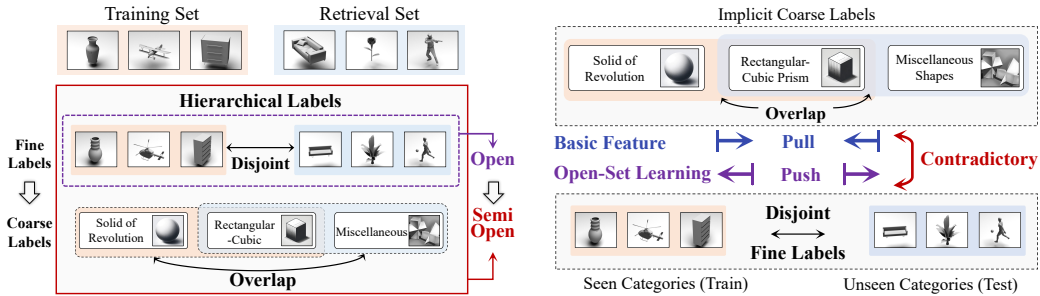 Training Set
Retrieval Set
Hierarchical Labels
Fine
Labels
Disjoint
Open
Coarse
Labels
Solid of
Revolution
Rectangular
-Cubic
Miscellaneous
Semi
Open
Overlap
Implicit Coarse Labels
Solid of
Revolution
Rectangular-
Cubic Prism
Miscellaneous
Shapes
Overlap
Basic Feature
Pull
Open-Set Learning
Push
Contradictory
Disjoint
Fine Labels
Seen Categories (Train)
Unseen Categories (Test)